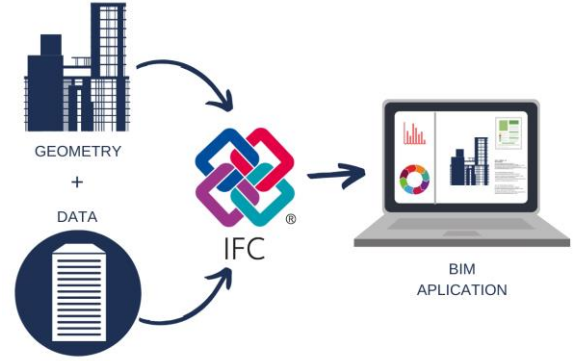 GEOMETRY
+
DATA
IFC
®
BIM
APLICATION